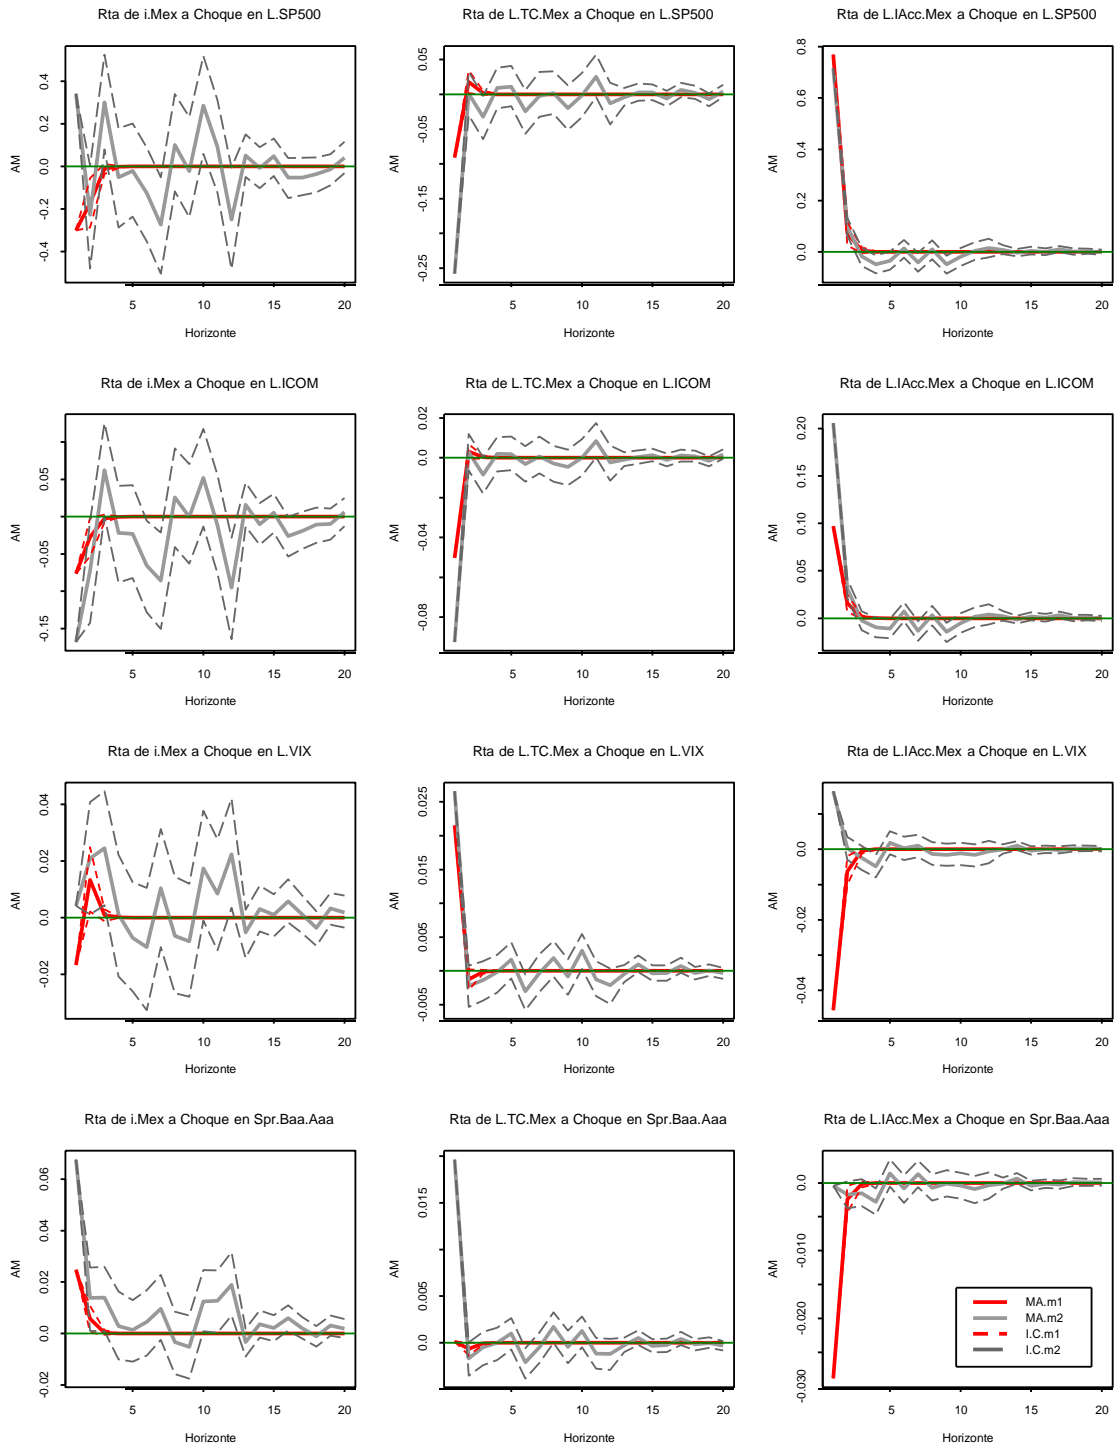 Rta de i.Mex a Choque en L.SP500
Rta de L.TC.Mex a Choque en L.SP500
Rta de L.IAcc.Mex a Choque en L.SP500
AM
0.4
0.2
0.0
-0.2
-0.4
5
10
15
20
Horizonte
AM
0.05
-0.05
-0.15
-0.25
5
10
15
20
Horizonte
AM
0.8
0.6
0.4
0.2
0.0
5
10
15
20
Horizonte
Rta de i.Mex a Choque en L.ICOM
Rta de L.TC.Mex a Choque en L.ICOM
Rta de L.IAcc.Mex a Choque en L.ICOM
AM
0.05
-0.05
-0.15
5
10
15
20
Horizonte
AM
0.02
0.0
-0.04
-0.08
5
10
15
20
Horizonte
AM
0.20
0.15
0.10
0.05
0.0
5
10
15
20
Horizonte
Rta de i.Mex a Choque en L.VIX
Rta de L.TC.Mex a Choque en L.VIX
Rta de L.IAcc.Mex a Choque en L.VIX
AM
0.04
0.02
0.0
-0.02
5
10
15
20
Horizonte
AM
0.025
0.015
0.005
-0.005
5
10
15
20
Horizonte
AM
0.0
-0.02
-0.04
5
10
15
20
Horizonte
Rta de i.Mex a Choque en Spr.Baa.Aaa
Rta de L.TC.Mex a Choque en Spr.Baa.Aaa
Rta de L.IAcc.Mex a Choque en Spr.Baa.Aaa
AM
0.06
0.04
0.02
0.0
-0.02
5
10
15
20
Horizonte
AM
0.015
0.005
0.0
5
10
15
20
Horizonte
AM
0.0
-0.010
-0.020
-0.030
5
10
15
20
Horizonte
MA.m1
MA.m2
I.C.m1
I.C.m2